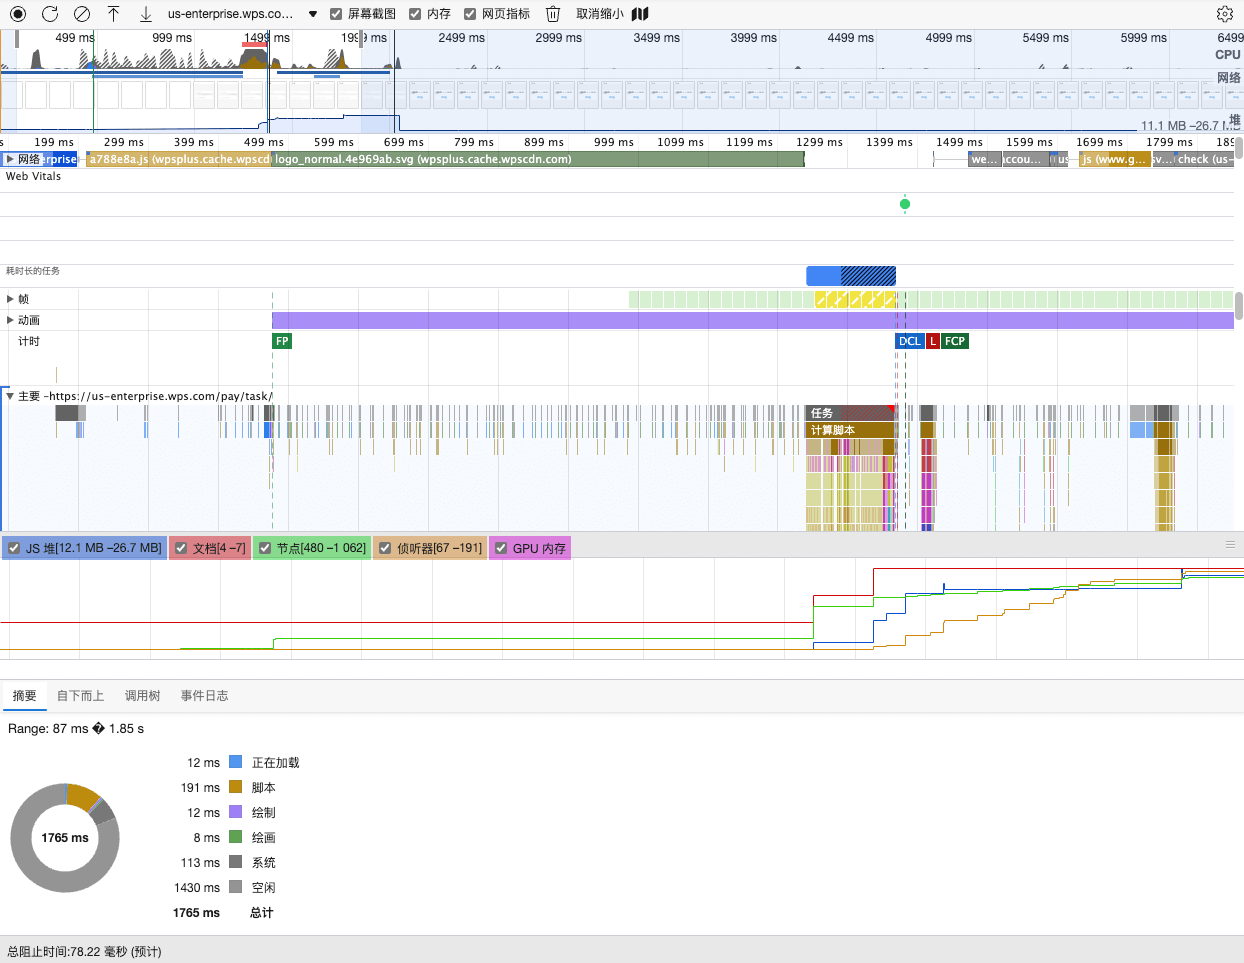 us-enterprise.wps.co... 屏幕截图 内存 网页指标 取消缩小
499 ms 999 ms 1499 ms 199 ms 2499 ms 2999 ms 3499 ms 3999 ms 4499 ms 4999 ms 5499 ms 5999 ms 6499
CPU
网络
堆
11.1 MB –26.7
s 199 ms 299 ms 399 ms 499 ms 599 ms 699 ms 799 ms 899 ms 999 ms 1099 ms 1199 ms 1299 ms 1399 ms 1499 ms 1599 ms 1699 ms 1799 ms 189
网络 erprise a788e8a.js (wpsplus.cache.wpscd logo_normal.4e969ab.svg (wpsplus.cache.wpscdn.com) we... accou... us js (www.g... sv... check (us-
Web Vitals
耗时长的任务
帧
动画
计时 FP DCL L FCP
主要 –https://us-enterprise.wps.com/pay/task/
任务
计算脚本
JS 堆[12.1 MB –26.7 MB] 文档[4 –7] 节点[480 –1 062] 侦听器[67 –191] GPU 内存
摘要 自下而上 调用树 事件日志
Range: 87 ms � 1.85 s
12 ms 正在加载
191 ms 脚本
12 ms 绘制
8 ms 绘画
113 ms 系统
1430 ms 空闲
1765 ms 总计
1765 ms
总阻止时间:78.22 毫秒 (预计)